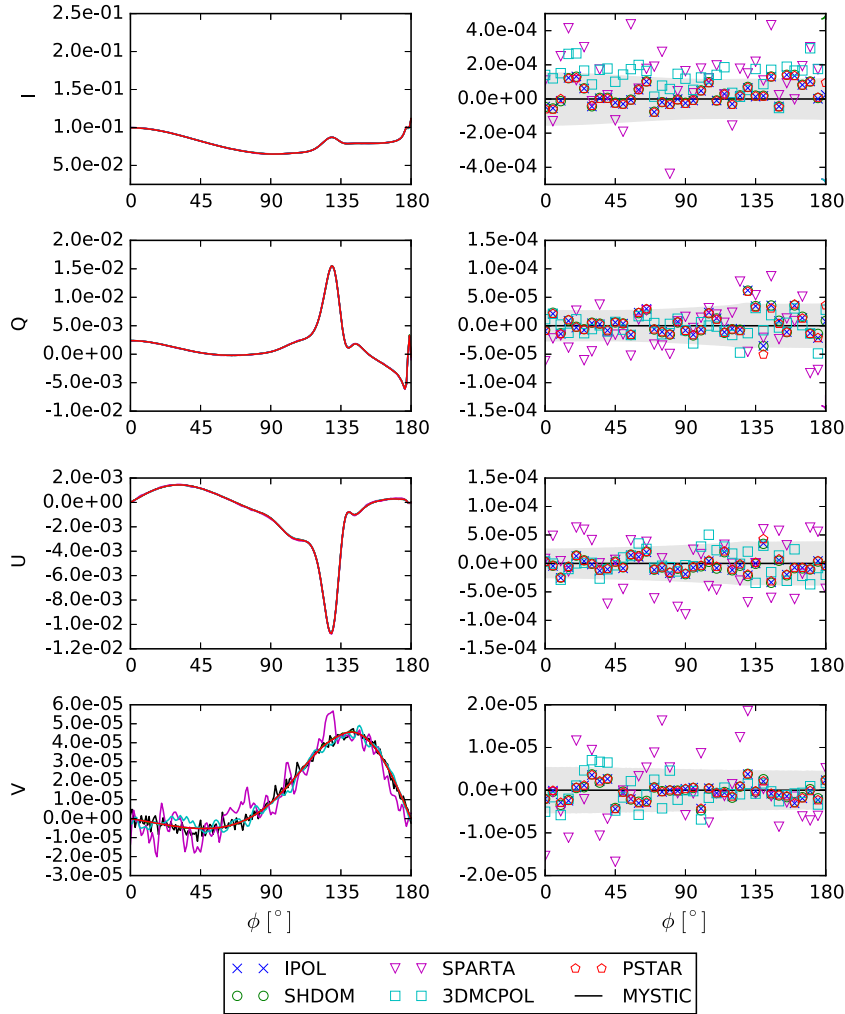 2.5e-01
2.0e-01
1.5e-01
1.0e-01
5.0e-02
I
0 45 90 135 180
4.0e-04
2.0e-04
0.0e+00
-2.0e-04
-4.0e-04
0 45 90 135 180
2.0e-02
1.5e-02
1.0e-02
5.0e-03
0.0e+00
-5.0e-03
-1.0e-02
Q
0 45 90 135 180
1.5e-04
1.0e-04
5.0e-05
0.0e+00
-5.0e-05
-1.0e-04
-1.5e-04
0 45 90 135 180
2.0e-03
0.0e+00
-2.0e-03
-4.0e-03
-6.0e-03
-8.0e-03
-1.0e-02
-1.2e-02
U
0 45 90 135 180
1.5e-04
1.0e-04
5.0e-05
0.0e+00
-5.0e-05
-1.0e-04
-1.5e-04
0 45 90 135 180
6.0e-05
5.0e-05
4.0e-05
3.0e-05
2.0e-05
1.0e-05
0.0e+00
-1.0e-05
-2.0e-05
-3.0e-05
V
0 45 90 135 180
ϕ [°]
2.0e-05
1.0e-05
0.0e+00
-1.0e-05
-2.0e-05
0 45 90 135 180
ϕ [°]
IPOL SPARTA PSTAR
SHDOM 3DMCPOL MYSTIC